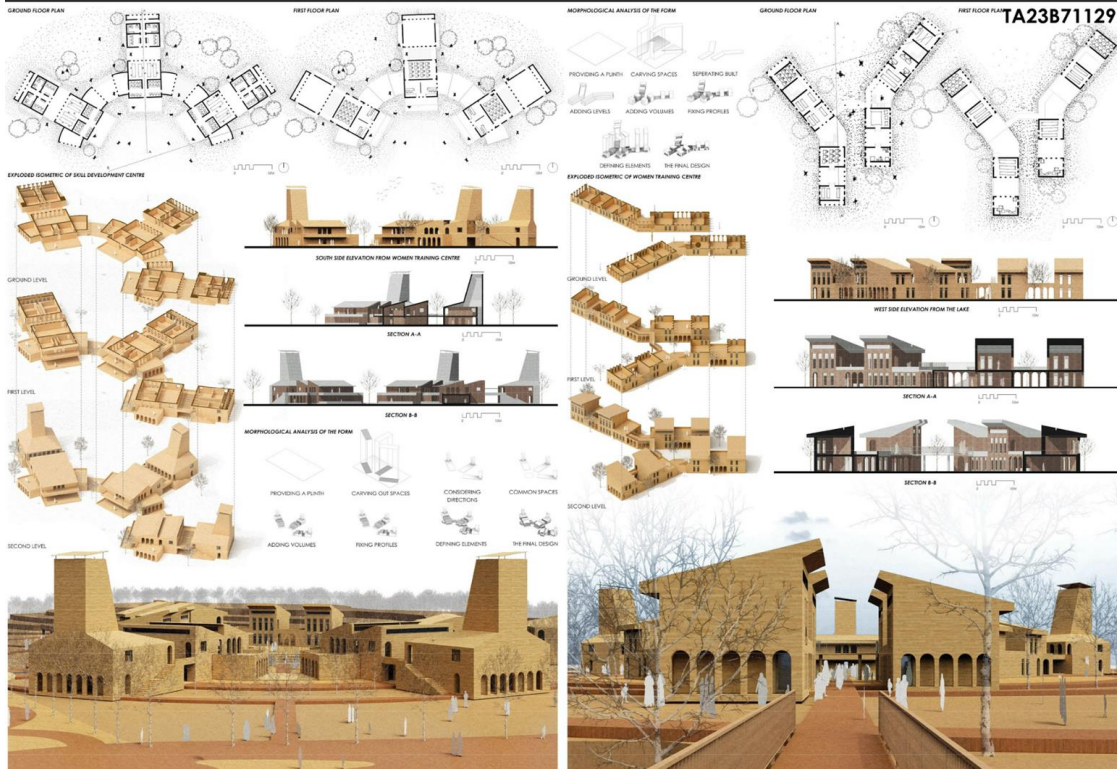 TA23B71129
GROUND FLOOR PLAN
FIRST FLOOR PLAN
EXPLODED ISOMETRIC OF SKILL DEVELOPMENT CENTRE
GROUND LEVEL
FIRST LEVEL
SECOND LEVEL
SOUTH SIDE ELEVATION FROM WOMEN TRAINING CENTRE
SECTION A-A
SECTION B-B
MORPHOLOGICAL ANALYSIS OF THE FORM
PROVIDING A PLINTH
CARVING OUT SPACES
CONSIDERING
DIRECTIONS
COMMON SPACES
ADDING VOLUMES
FIXING PROFILES
DEFINING ELEMENTS
THE FINAL DESIGN
MORPHOLOGICAL ANALYSIS OF THE FORM
PROVIDING A PLINTH
CARVING SPACES
SEPERATING BUILT
ADDING LEVELS
ADDING VOLUMES
FIXING PROFILES
DEFINING ELEMENTS
THE FINAL DESIGN
EXPLODED ISOMETRIC OF WOMEN TRAINING CENTRE
GROUND LEVEL
FIRST LEVEL
SECOND LEVEL
GROUND FLOOR PLAN
FIRST FLOOR PLAN
WEST SIDE ELEVATION FROM THE LAKE
SECTION A-A
SECTION B-B